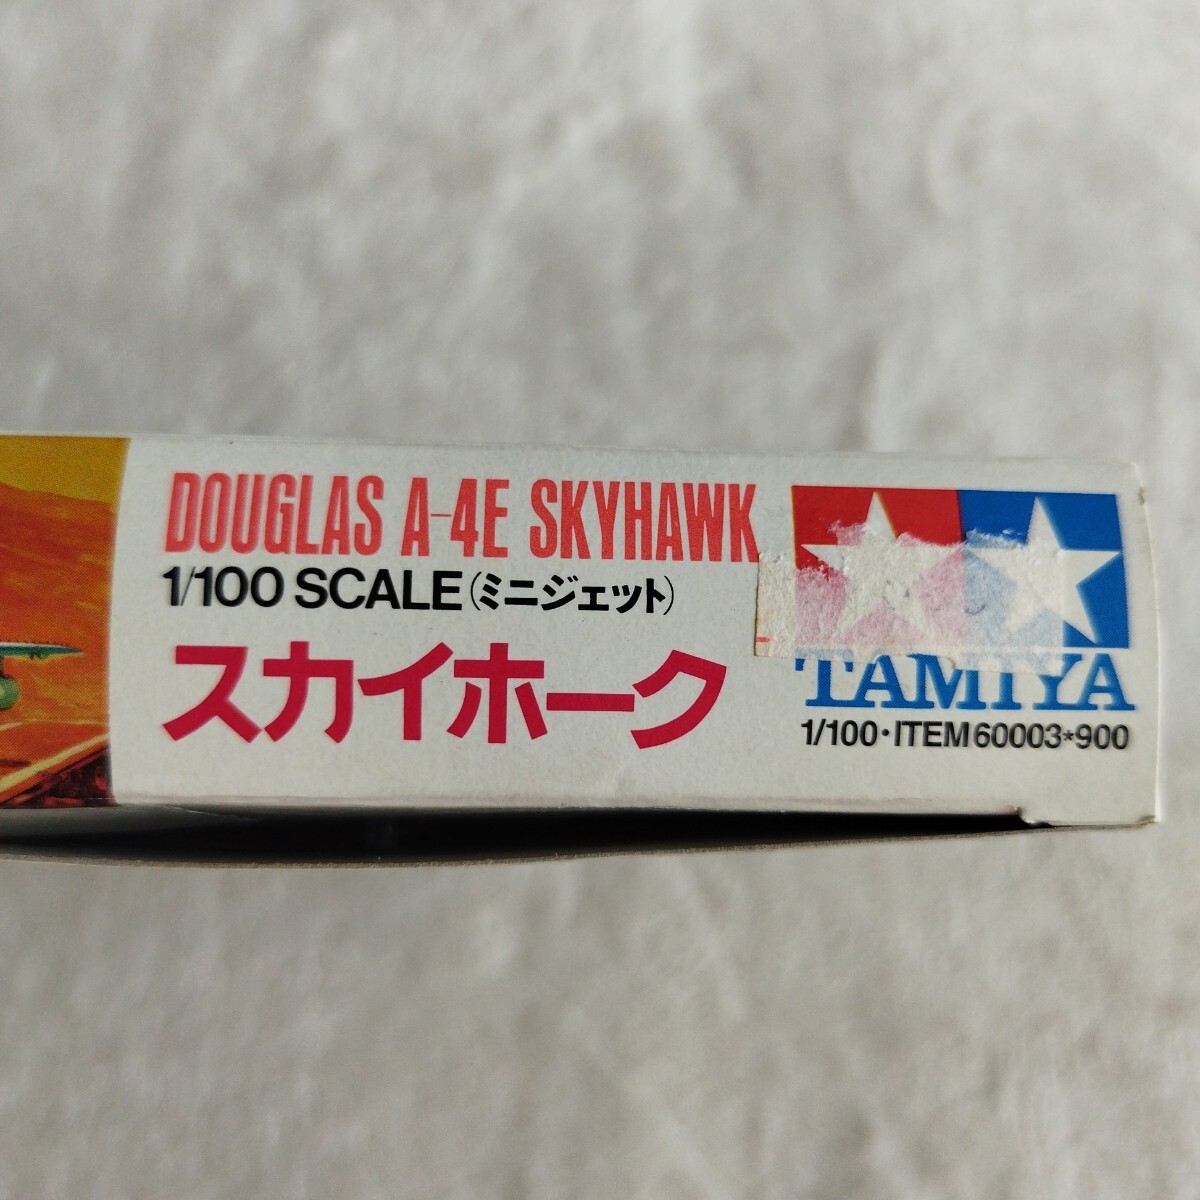 DOUGLAS A-4E SKYHAWK
1/100 SCALE(ミニジェット)
スカイホーク
TAMIYA
1/100・ITEM 60003*900